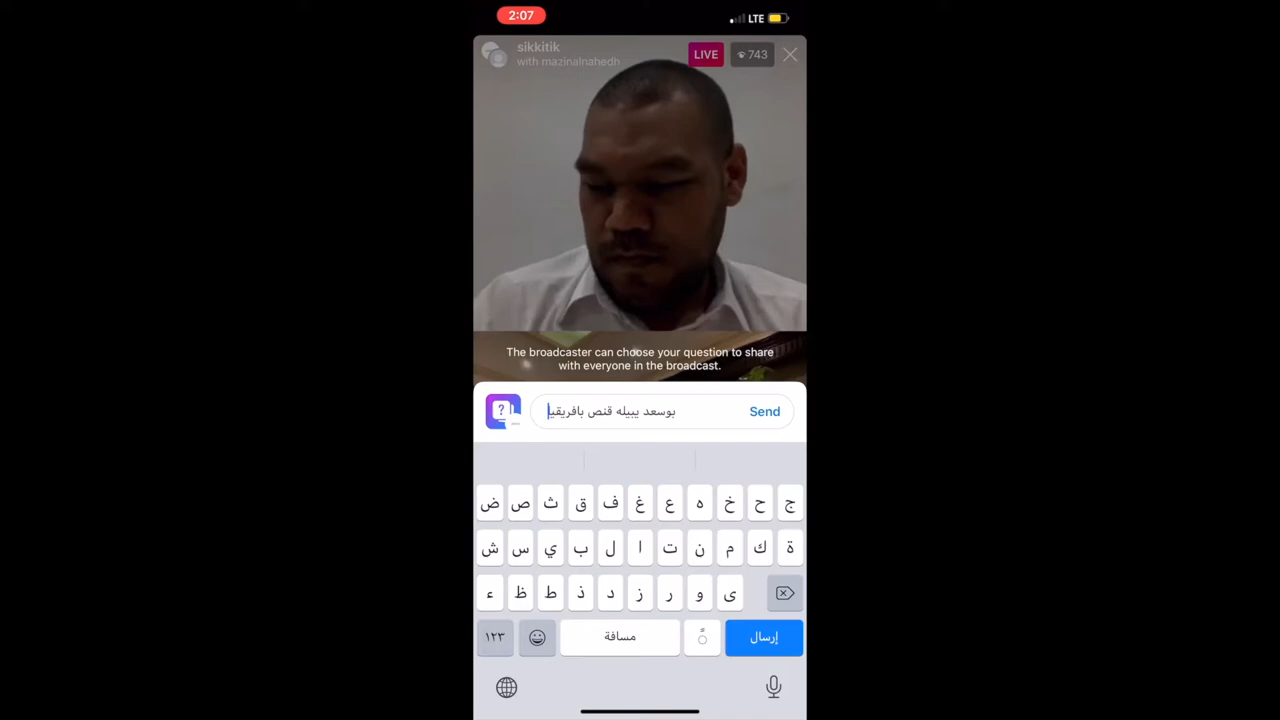 2:07
LTE
sikkitik
with mazinalnahedh
LIVE
743
The broadcaster can choose your question to share
with everyone in the broadcast.
بوسعد يبيله قنص بافريقيا
Send
ض ص ث ق ف غ ع ه خ ح ج
ش س ي ب ل ا ت ن م ك ة
ء ظ ط ذ د ز ر و ى
١٢٣
مسافة
إرسال